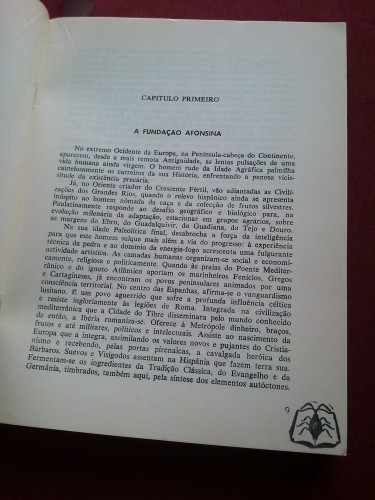 CAPÍTULO PRIMEIRO
A FUNDAÇÃO AFONSINA
No extremo Ocidente da Europa, na Península-cabeça do Continente,
aparecem, desde a mais remota Antiguidade, as lentas pulsações de uma
vida humana ainda virgem. O homem rude da Idade Agráfica palmilha
cautelosamente os carreiros da sua História, enfrentando a penosa vicis-
situde da existência precária.
Já, no Oriente criador do Crescente Fértil, vão adiantadas as Civili-
zações dos Grandes Rios, quando o relevo hispânico ainda se apresenta
inóspito ao homem nómada da caça e da colecção de frutos silvestres.
Paulatinamente responde ao desafio geográfico e biológico para, na
evolução milenária da adaptação, estacionar em grupos agrários, sobre
as margens do Ebro, do Guadalquivir, do Guadiana, do Tejo e Douro.
Na sua idade Paleolítica Final, desabrocha a força da inteligência
para que este homem sulque mais além a via do progresso: à experiência
técnica da pedra e ao domínio da energia-fogo acrescenta uma fulgurante
actividade artística. As camadas humanas organizam-se social e economi-
camente, religiosa e politicamente. Quando às praias do Poente Mediter-
rânico e do ignoto Atlântico aportam os marinheiros Fenícios, Gregos
e Cartagineses, já encontram os povos peninsulares animados por uma
consciência territorial. No centro das Espanhas, afirma-se o vanguardismo
lusitano. É um povo aguerrido que sofre a profunda influência céltica
e resiste inglorïamente às legiões de Roma. Integrada na civilização
mediterrânica que a Cidade do Tibre disseminara pelo mundo conhecido
de então, a Ibéria romaniza-se. Oferece à Metrópole dinheiro, braços,
frutos e até militares, políticos e intelectuais. Assiste ao nascimento da
Europa que a integra, assimilando os valores novos e pujantes do Cristia-
nismo e recebendo, pelas portas pirenaicas, a cavalgada heróica dos
Bárbaros. Suevos e Visigodos assentam na Hispânia que fazem terra sua.
Fermentam-se os ingredientes da Tradição Clássica, do Evangelho e da
Germânia, timbrados, também aqui, pela síntese dos elementos autóctones.
9